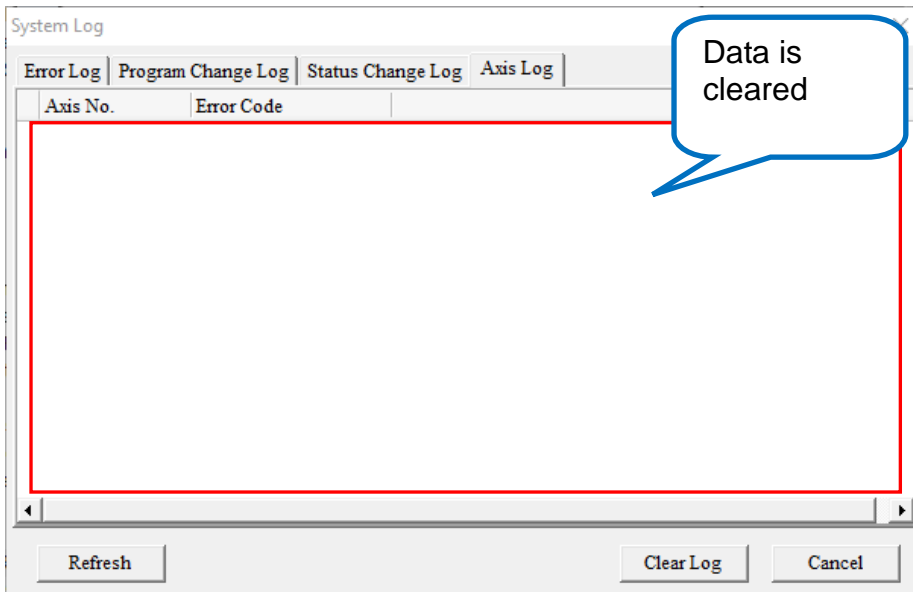 System Log
Data is
cleared
Error Log Program Change Log Status Change Log Axis Log
Axis No. Error Code
Refresh Clear Log Cancel